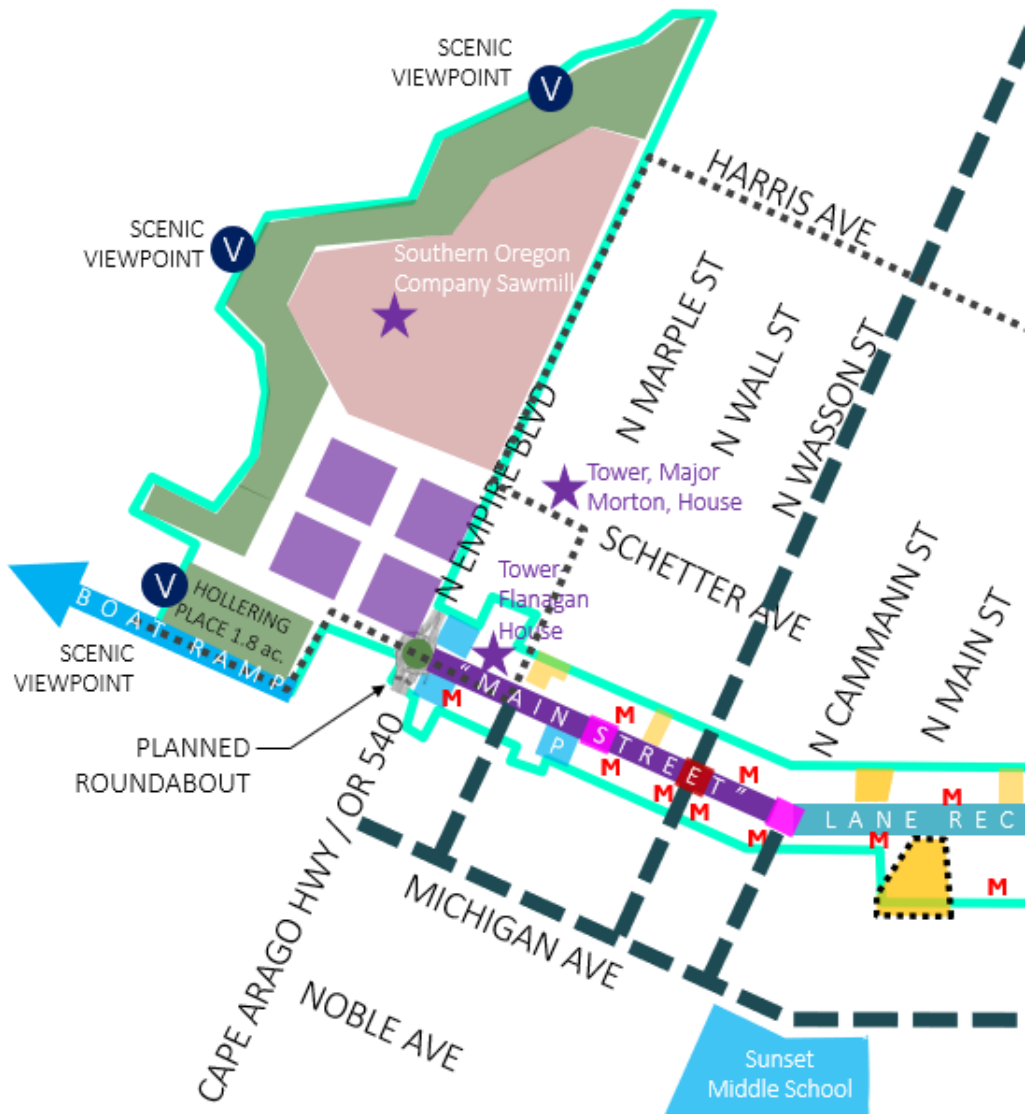 SCENIC
VIEWPOINT
V
HARRIS AVE
SCENIC
VIEWPOINT
V
Southern Oregon
Company Sawmill
N MARPLE ST
N WALL ST
N WASSON ST
N EMPIRE BLVD
Tower, Major
Morton, House
SCHETTER AVE
Tower-
Flanagan
House
N CAMMANN ST
N MAIN ST
V
HOLLERING
PLACE 1.8 ac.
BOAT RAMP
SCENIC
VIEWPOINT
PLANNED
ROUNDABOUT
"MAIN STREET"
P
M
M
M
M
M
M
M
M
M
M
LANE REC
CAPE ARAGO HWY / OR 540
MICHIGAN AVE
NOBLE AVE
Sunset
Middle School